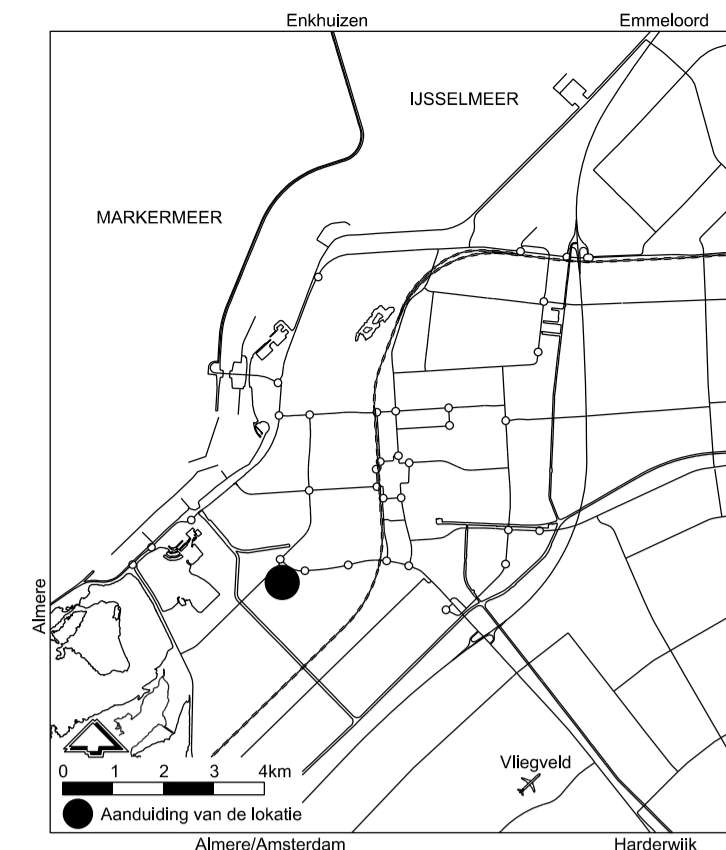 Enkhuizen
Emmeloord
IJSSELMEER
MARKERMEER
Almere
Vliegveld
0 1 2 3 4km
Aanduiding van de lokatie
Almere/Amsterdam
Harderwijk